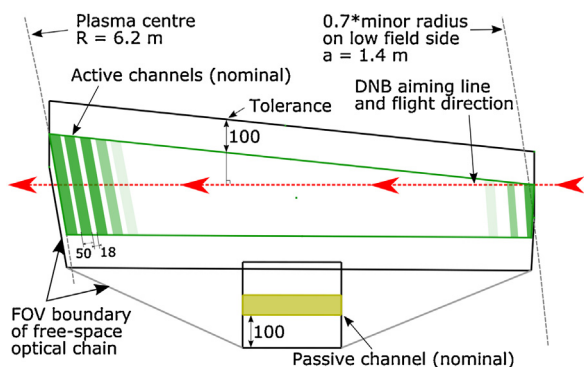 Plasma centre
R = 6.2 m
0.7*minor radius
on low field side
a = 1.4 m
Active channels (nominal)
Tolerance
DNB aiming line
and flight direction
100
50
18
FOV boundary
of free-space
optical chain
100
Passive channel (nominal)